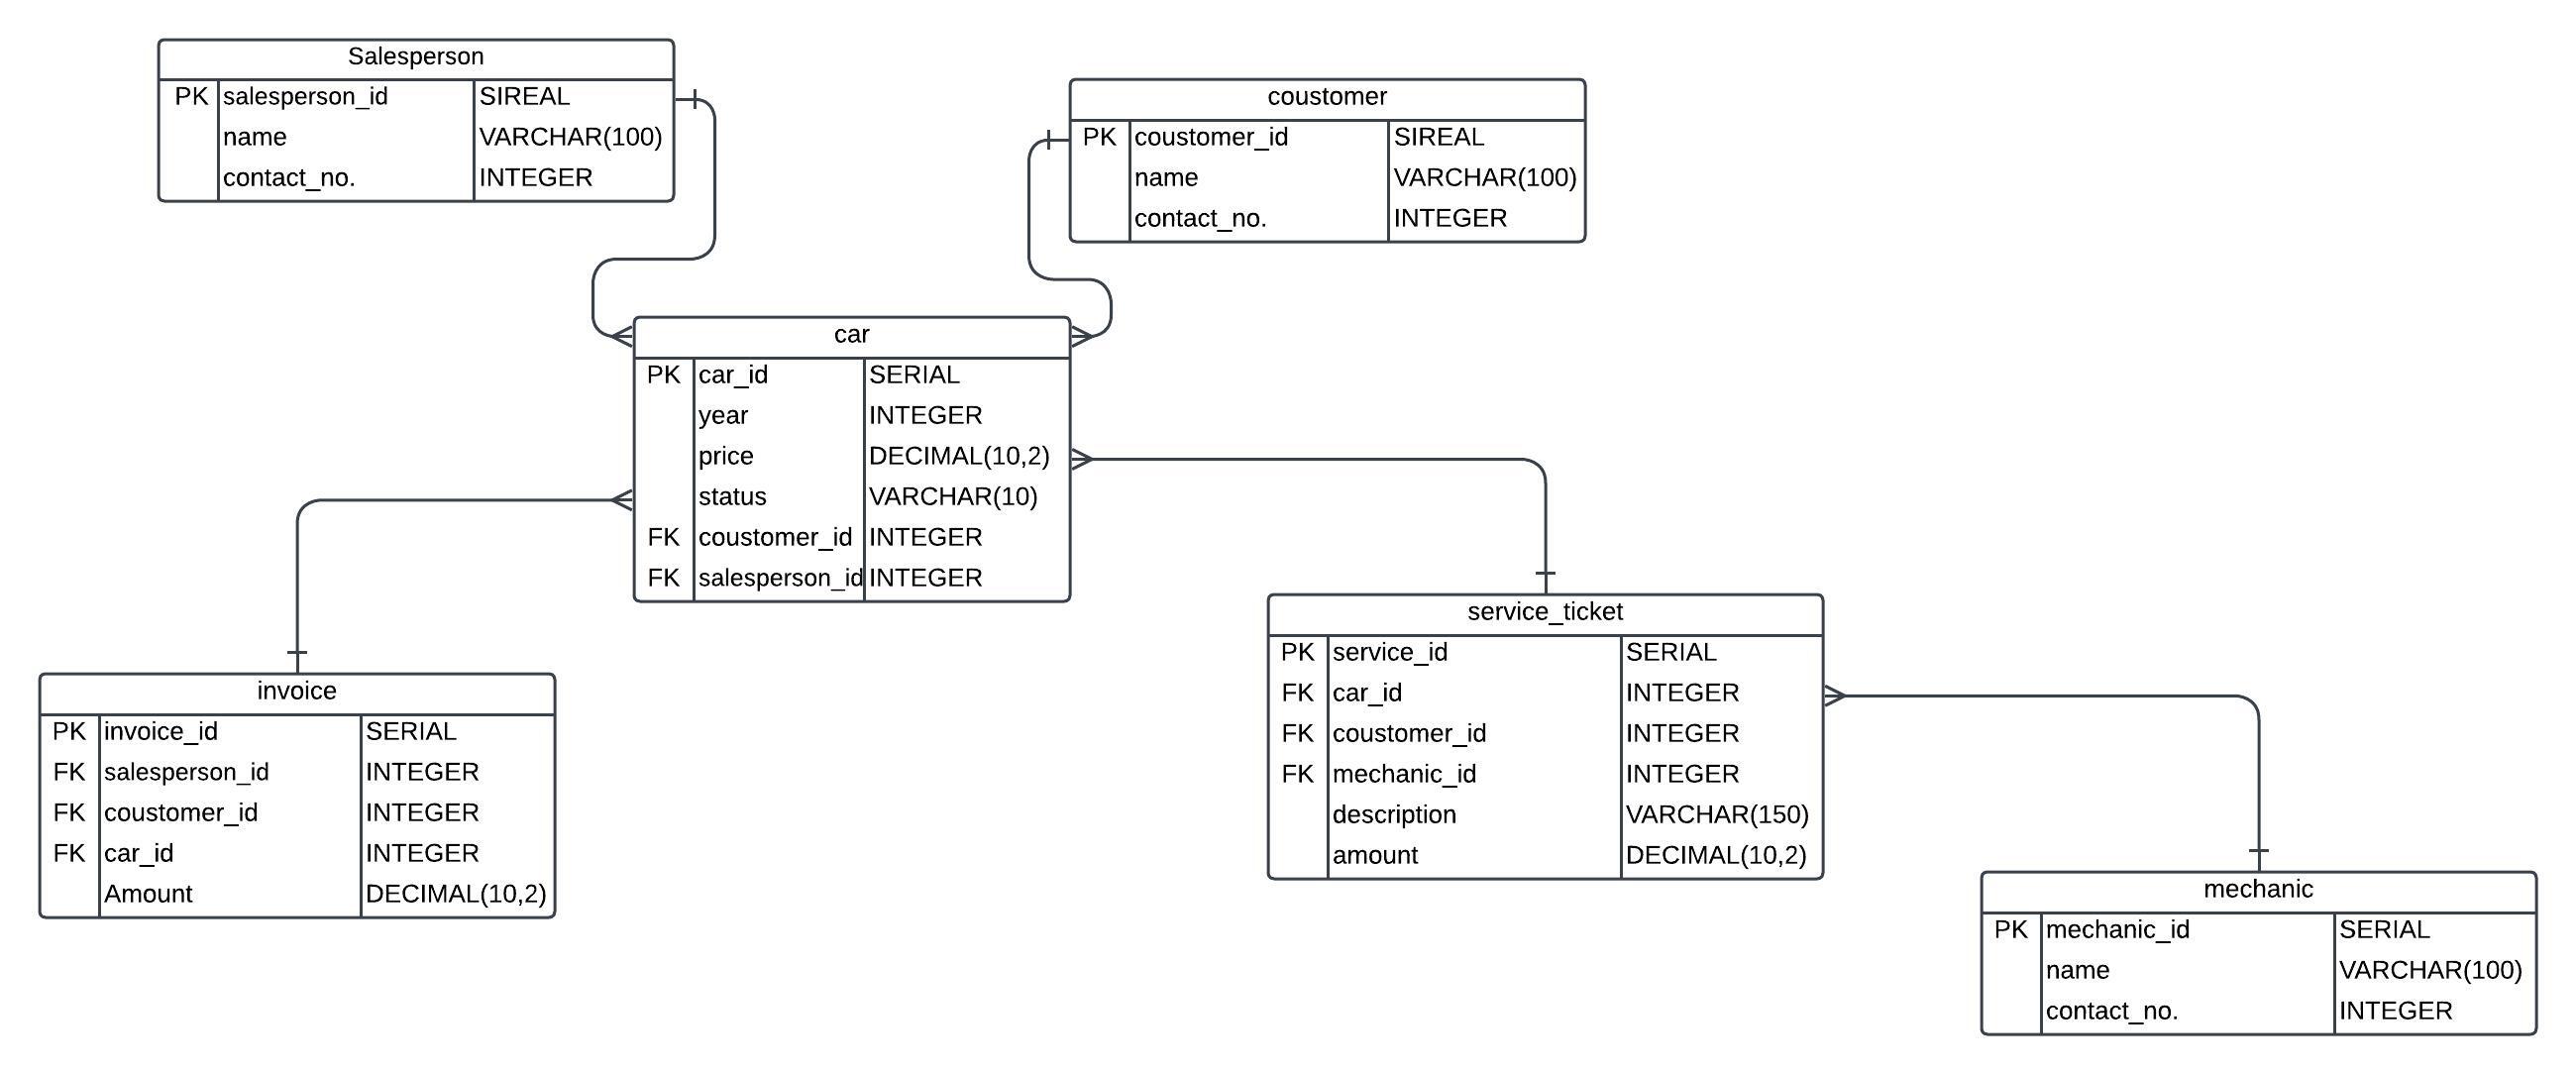 Salesperson
PK salesperson_id SIREAL
name VARCHAR(100)
contact_no. INTEGER
coustomer
PK coustomer_id SIREAL
name VARCHAR(100)
contact_no. INTEGER
car
PK car_id SERIAL
year INTEGER
price DECIMAL(10,2)
status VARCHAR(10)
FK coustomer_id INTEGER
FK salesperson_id INTEGER
invoice
PK invoice_id SERIAL
FK salesperson_id INTEGER
FK coustomer_id INTEGER
FK car_id INTEGER
Amount DECIMAL(10,2)
service_ticket
PK service_id SERIAL
FK car_id INTEGER
FK coustomer_id INTEGER
FK mechanic_id INTEGER
description VARCHAR(150)
amount DECIMAL(10,2)
mechanic
PK mechanic_id SERIAL
name VARCHAR(100)
contact_no. INTEGER